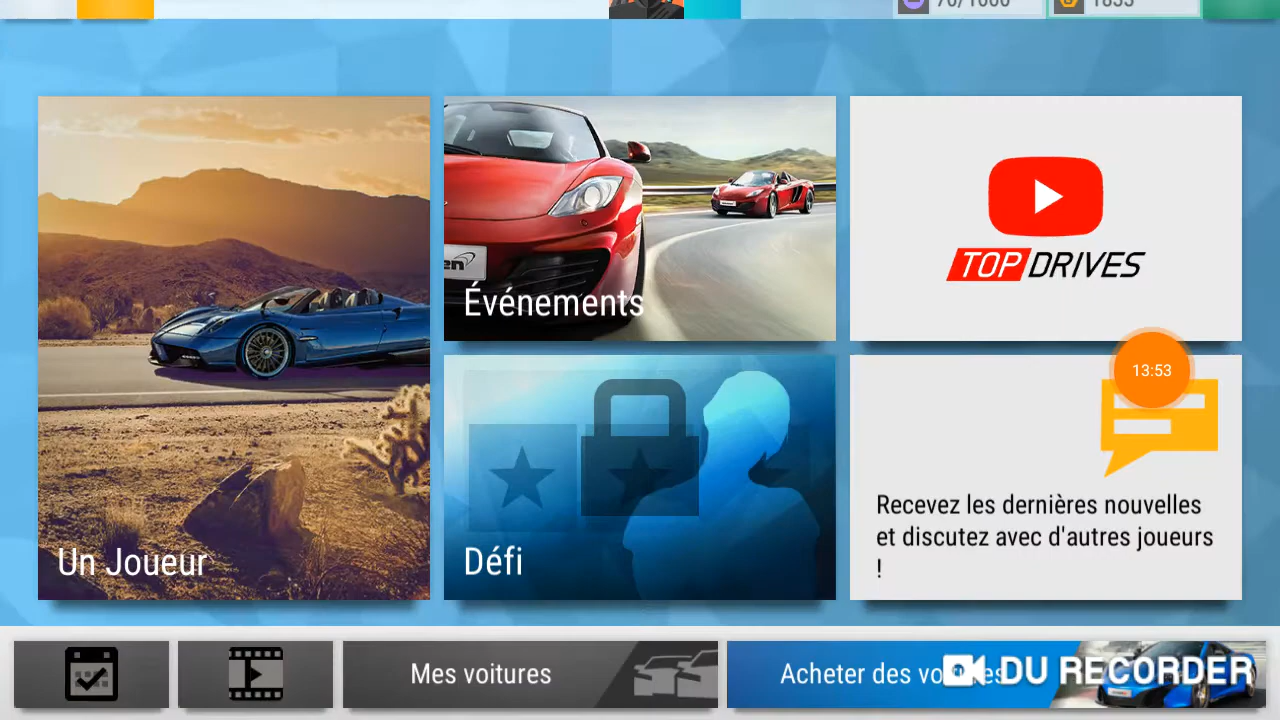 Événements
TOP DRIVES
13:53
Recevez les dernières nouvelles
et discutez avec d'autres joueurs
!
Un Joueur
Défi
Mes voitures
Acheter des
DU RECORDER